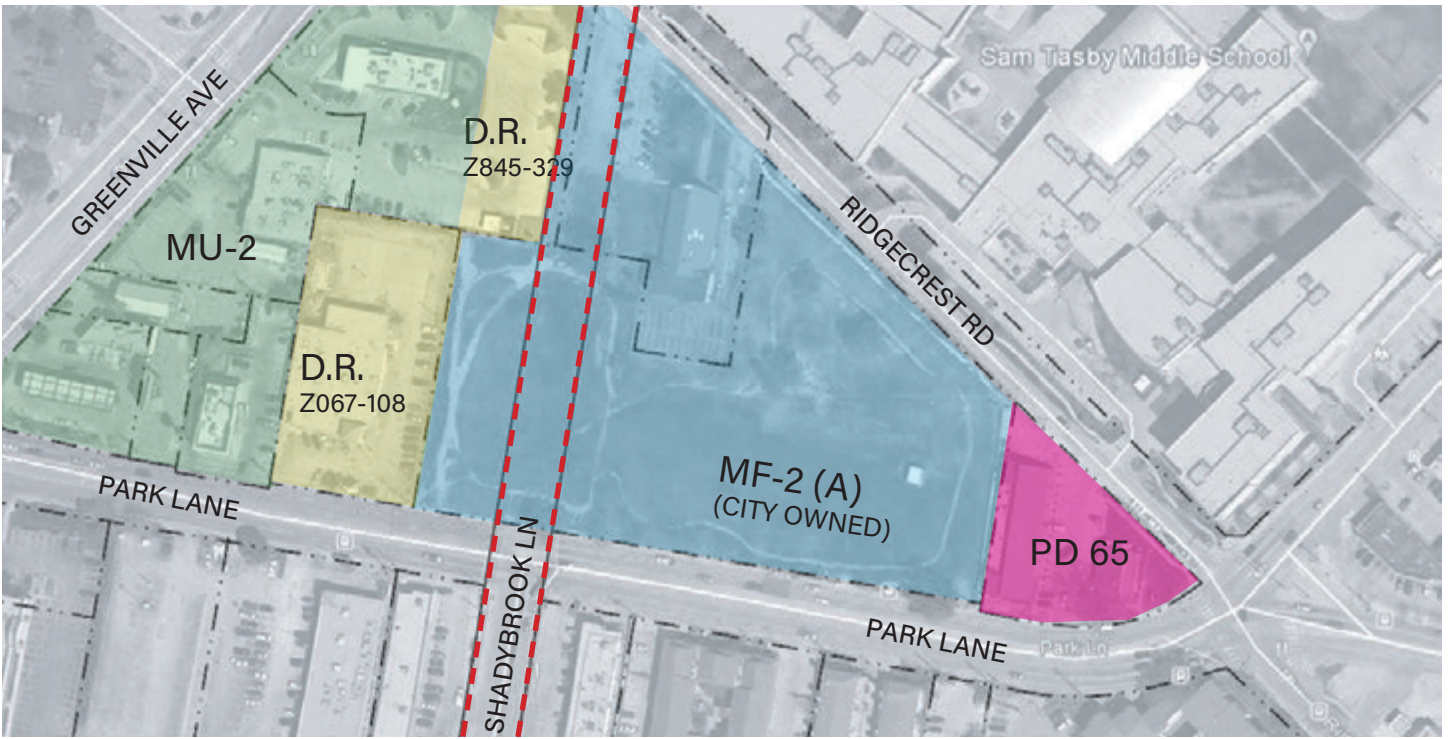 Sam Tasby Middle School
GREENVILLE AVE
D.R.
Z845-329
MU-2
RIDGECREST RD
D.R.
Z067-108
PARK LANE
MF-2 (A)
(CITY OWNED)
SHADYBROOK LN
PD 65
PARK LANE
Park Ln